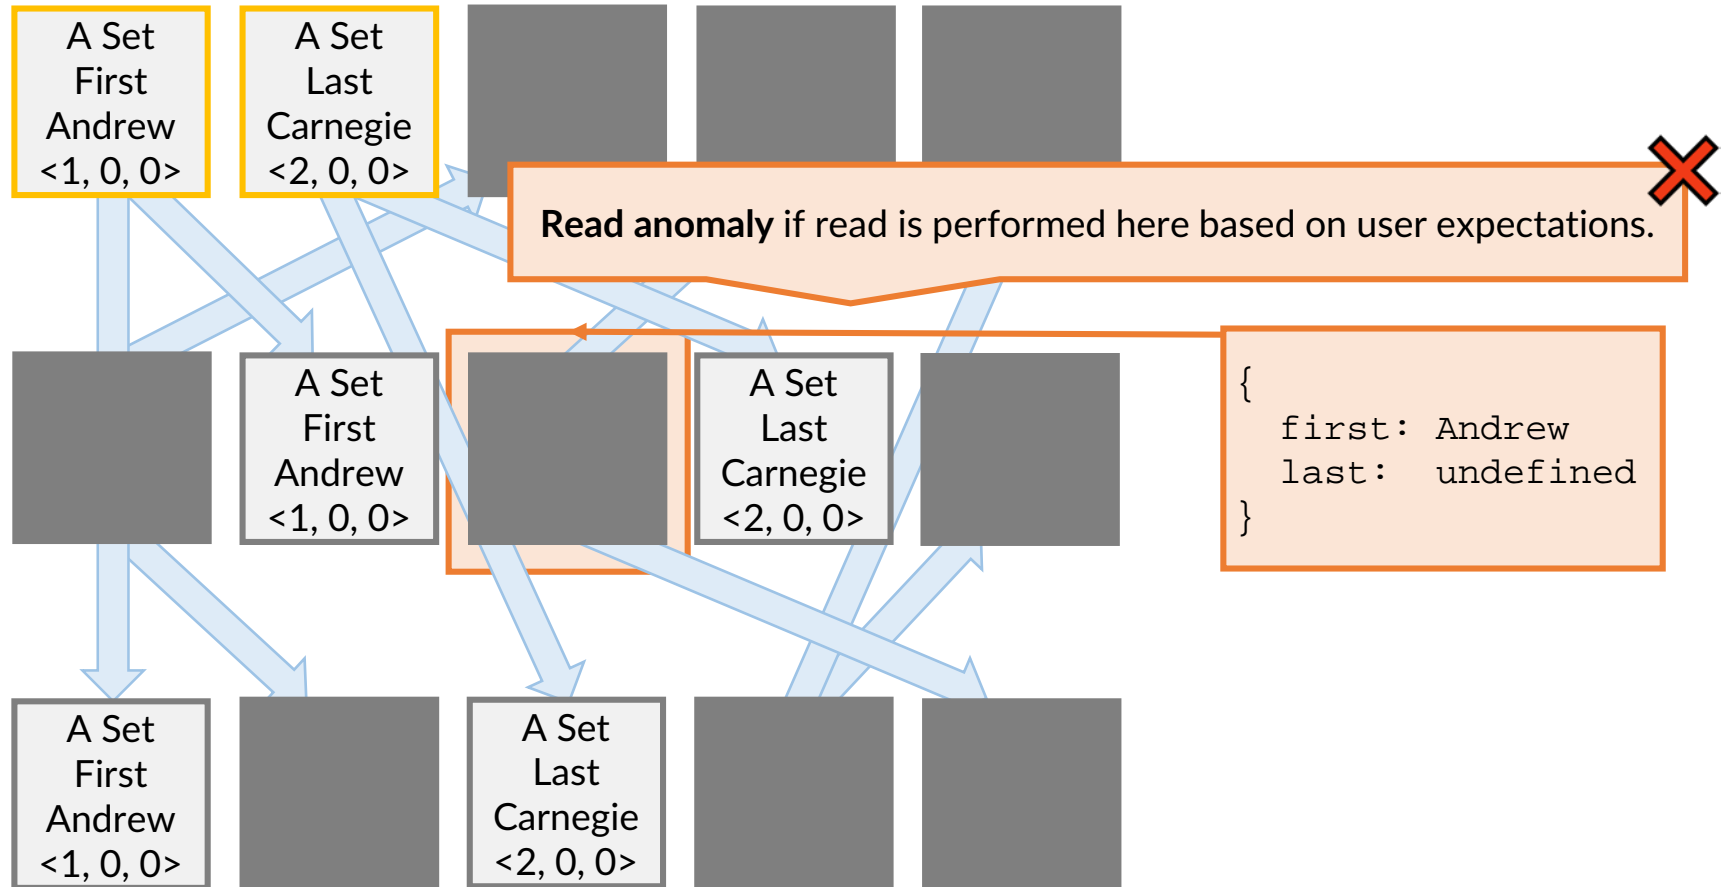 A Set
First
Andrew
<1, 0, 0>
A Set
Last
Carnegie
<2, 0, 0>
Read anomaly if read is performed here based on user expectations.
A Set
First
Andrew
<1, 0, 0>
A Set
Last
Carnegie
<2, 0, 0>
{
  first: Andrew
  last:  undefined
}
A Set
First
Andrew
<1, 0, 0>
A Set
Last
Carnegie
<2, 0, 0>